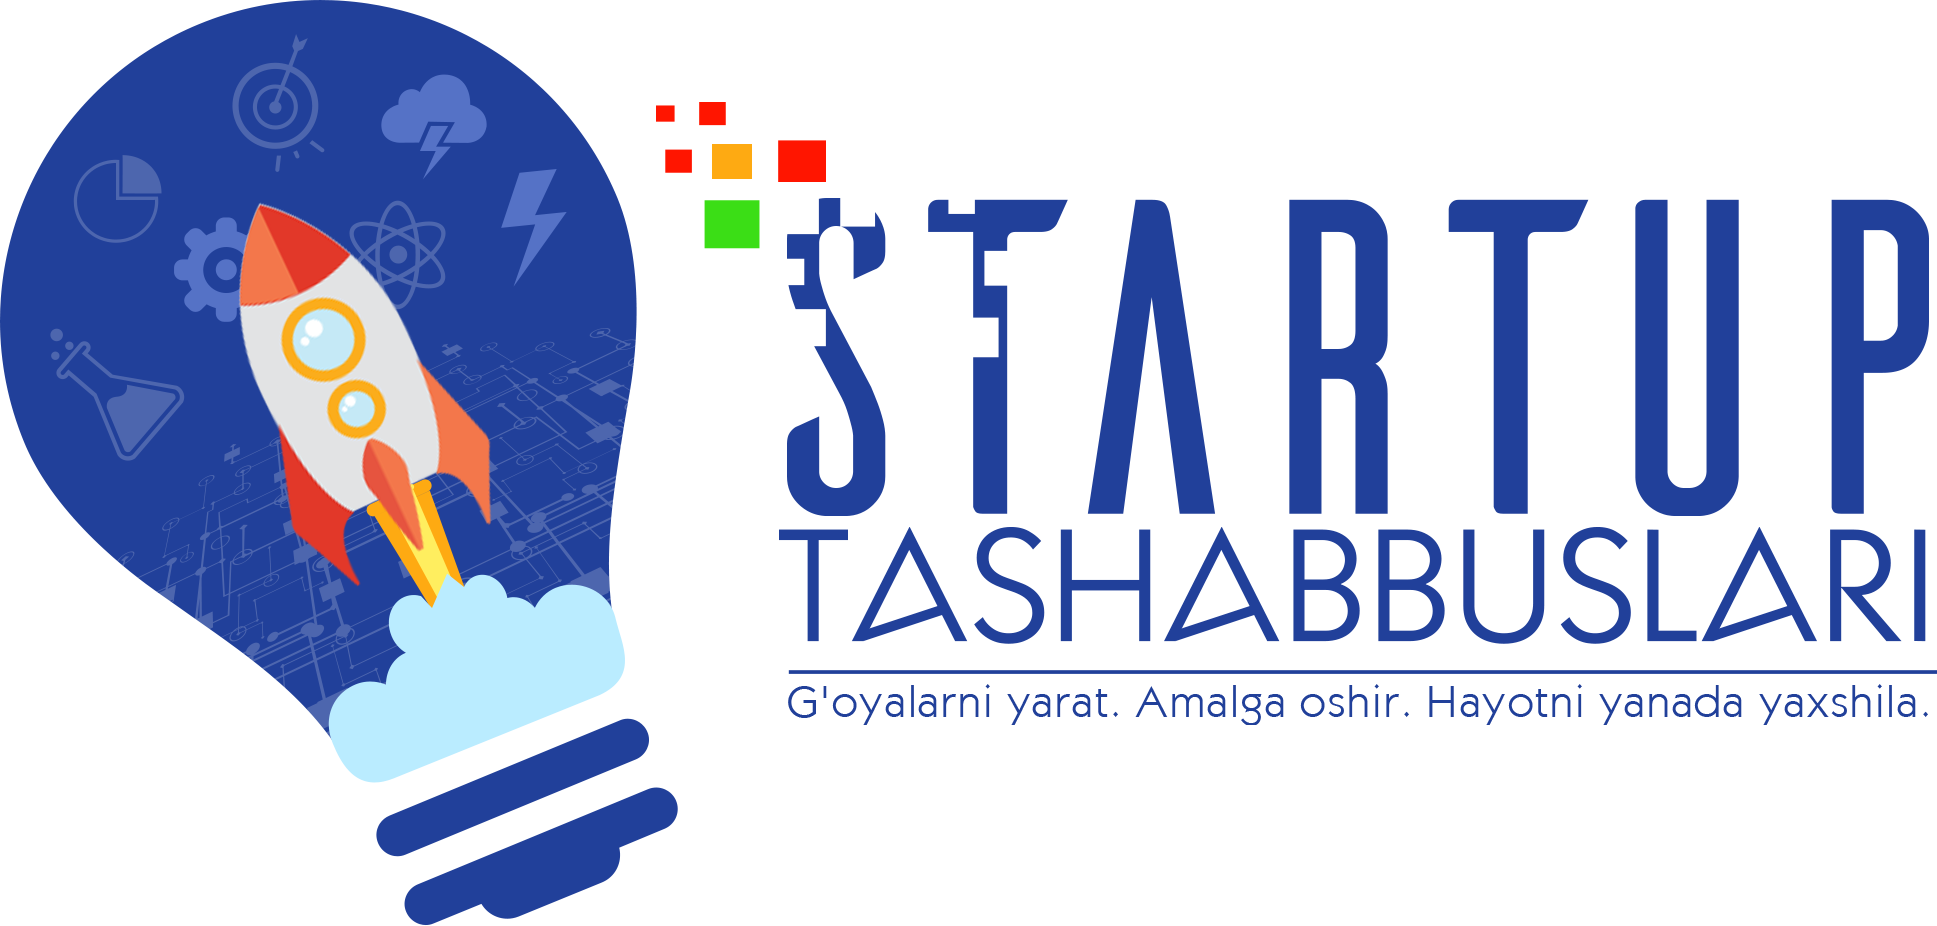 STARTUP
TASHABBUSLARI
G'oyalarni yarat. Amalga oshir. Hayotni yanada yaxshila.